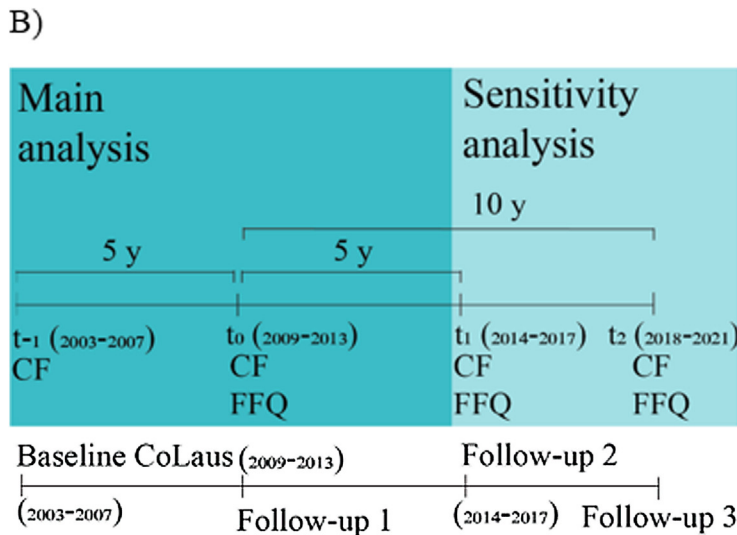 B)
Main
analysis
Sensitivity
analysis
10 y
5 y
5 y
t-1 (2003-2007)
CF
t0 (2009-2013)
CF
FFQ
t1 (2014-2017)
CF
FFQ
t2 (2018-2021)
CF
FFQ
Baseline CoLaus (2009-2013)
Follow-up 2
(2003-2007)
Follow-up 1
(2014-2017)
Follow-up 3